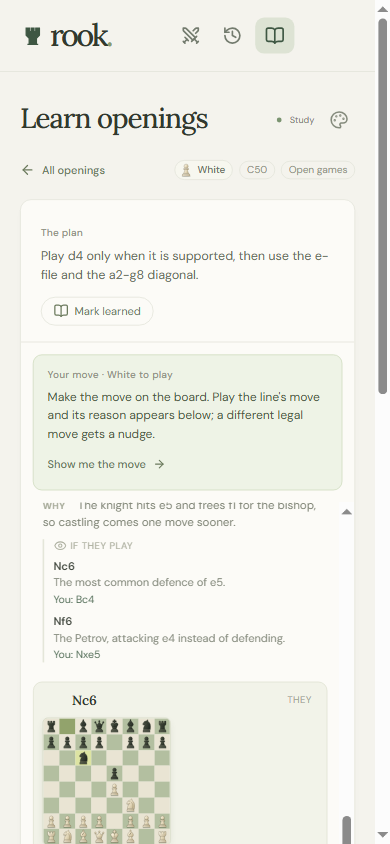 rook.
Learn openings
Study
All openings
White
C50
Open games
The plan
Play d4 only when it is supported, then use the e-
file and the a2-g8 diagonal.
Mark learned
Your move · White to play
Make the move on the board. Play the line's move
and its reason appears below; a different legal
move gets a nudge.
Show me the move →
WHY The knight hits e5 and frees f1 for the bishop,
so castling comes one move sooner.
IF THEY PLAY
Nc6
The most common defence of e5.
You: Bc4
Nf6
The Petrov, attacking e4 instead of defending.
You: Nxe5
Nc6
THEY